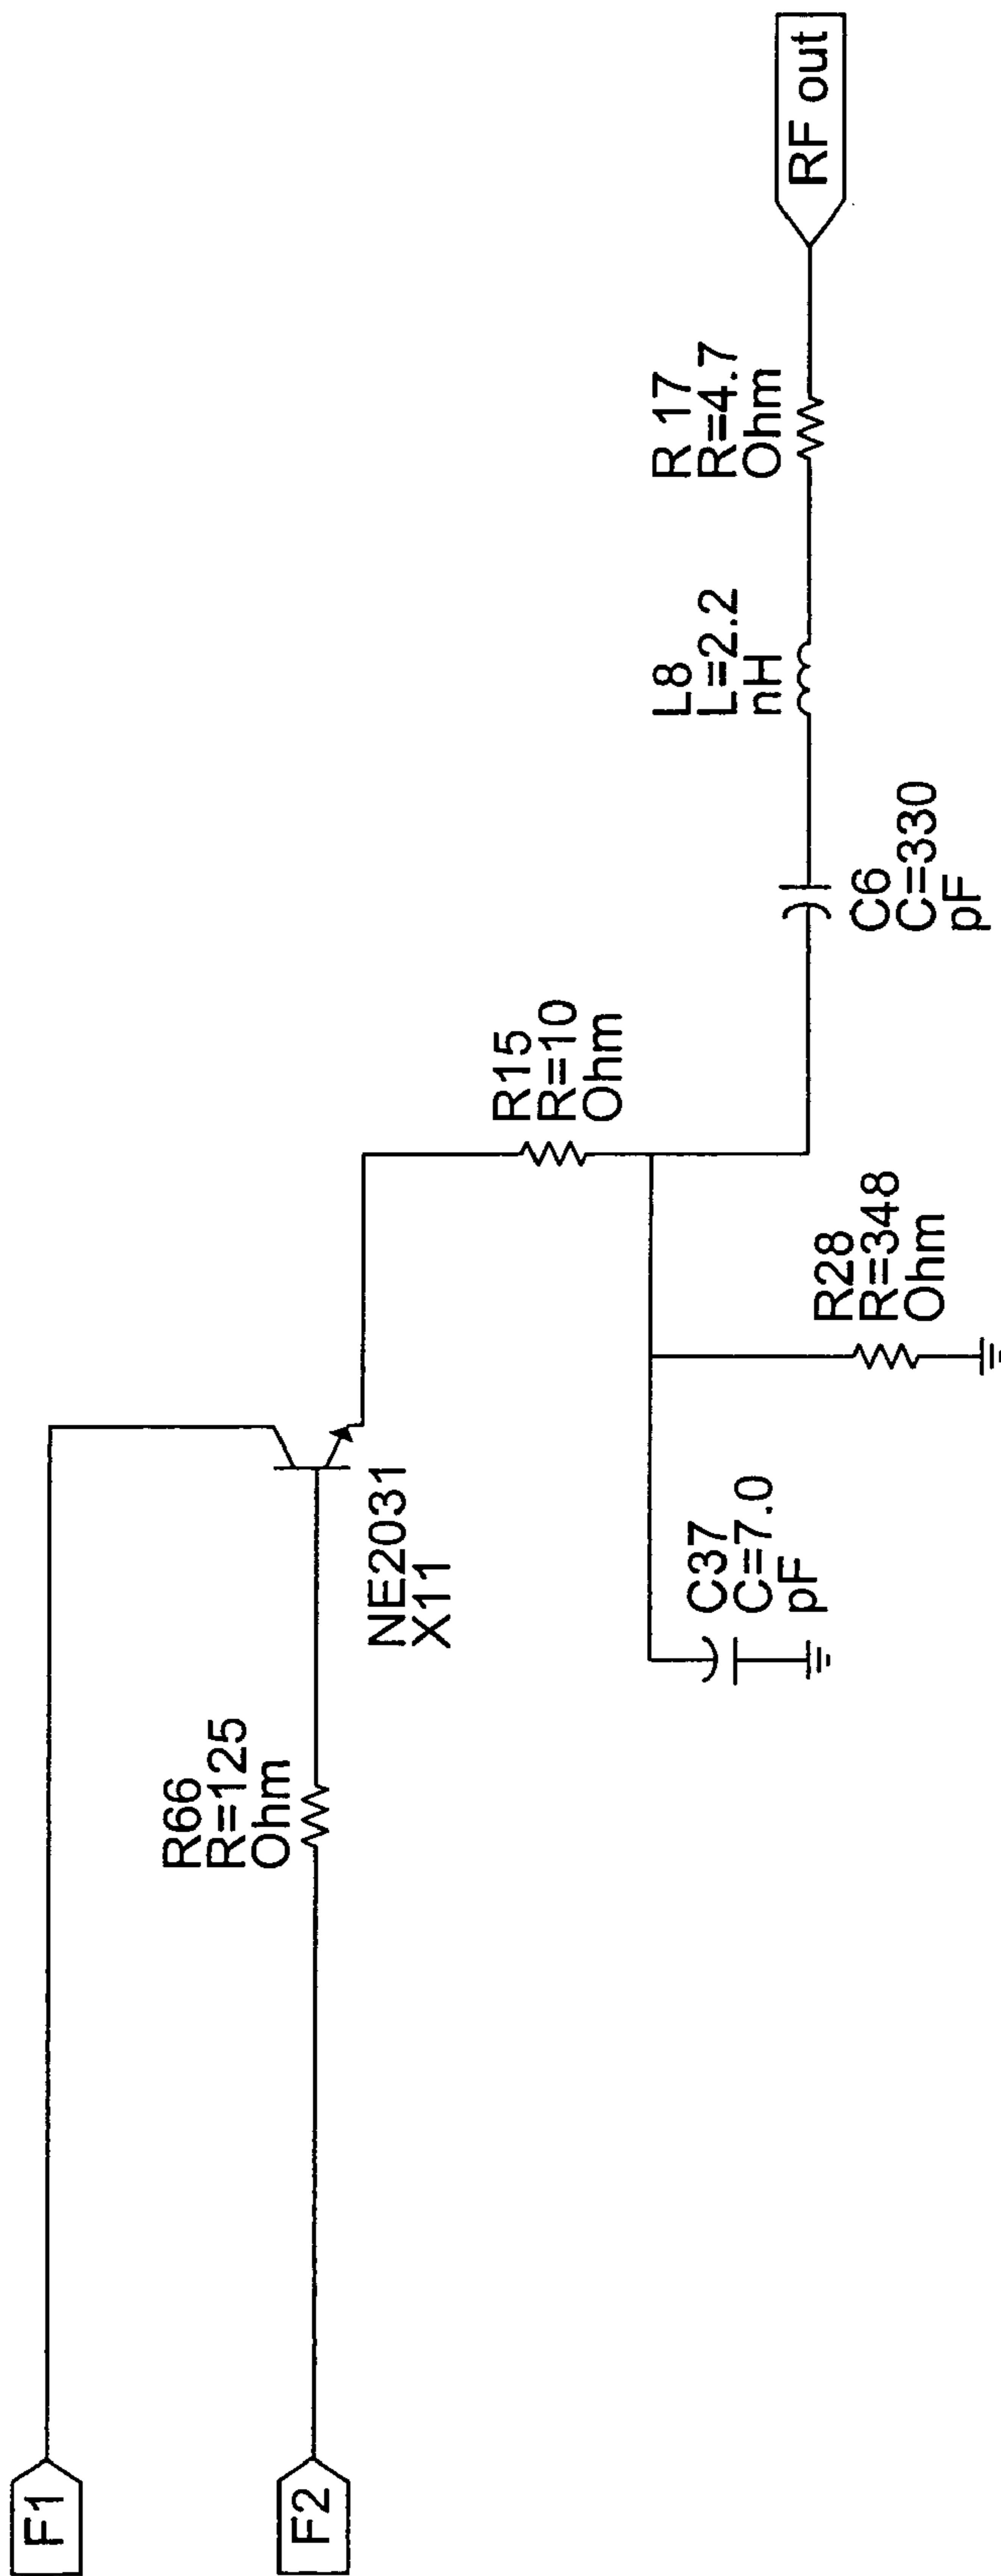 F1
F2
R66
R=125
Ohm
NE2031
X11
R15
R=10
Ohm
C37
C=7.0
pF
R28
R=348
Ohm
C6
C=330
pF
L8
L=2.2
nH
R 17
R=4.7
Ohm
RF out